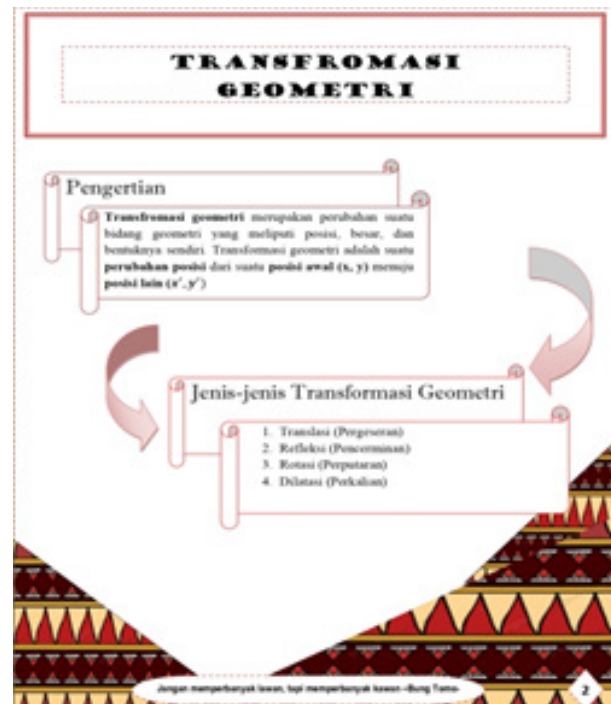 TRANSFROMASI
GEOMETRI
Pengertian
Transfromasi geometri merupakan perubahan suatu
bidang geometri yang meliputi posisi, besar, dan
bentuknya sendiri. Transformasi geometri adalah suatu
perubahan posisi dari suatu posisi awal (x, y) menuju
posisi lain (x', y')
Jenis-jenis Transformasi Geometri
1. Translasi (Pergeseran)
2. Refleksi (Pencerminan)
3. Rotasi (Perputaran)
4. Dilatasi (Perkalian)
Jangan memperbanyak lawan, tapi memperbanyak kawan -Bung Tomo-
2